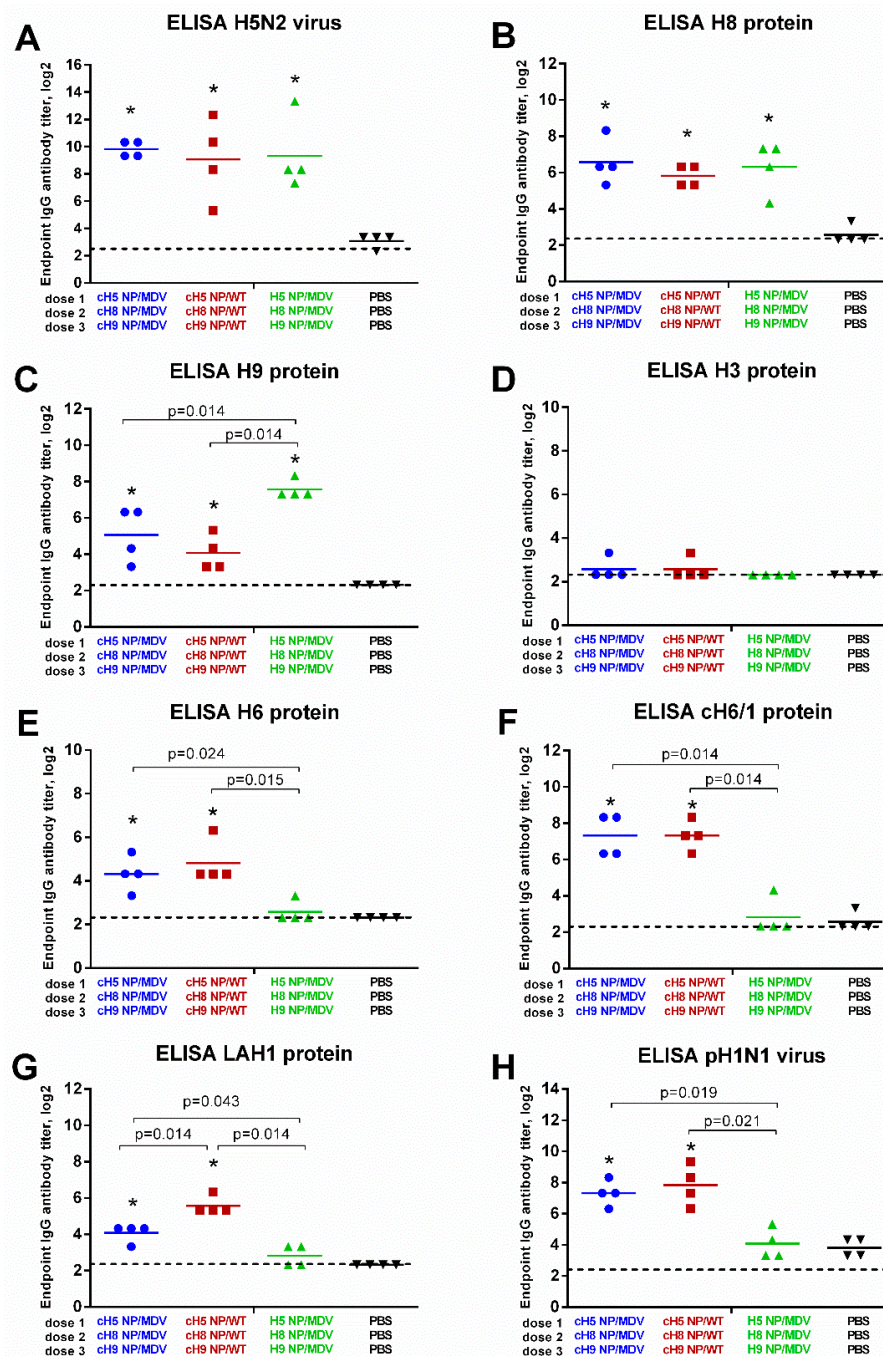 A
ELISA H5N2 virus
Endpoint IgG antibody titer, log2
16
14
12
10
8
6
4
2
0
* * *
dose 1 cH5 NP/MDV cH5 NP/WT H5 NP/MDV PBS
dose 2 cH8 NP/MDV cH8 NP/WT H8 NP/MDV PBS
dose 3 cH9 NP/MDV cH9 NP/WT H9 NP/MDV PBS
B
ELISA H8 protein
Endpoint IgG antibody titer, log2
12
10
8
6
4
2
0
* * *
dose 1 cH5 NP/MDV cH5 NP/WT H5 NP/MDV PBS
dose 2 cH8 NP/MDV cH8 NP/WT H8 NP/MDV PBS
dose 3 cH9 NP/MDV cH9 NP/WT H9 NP/MDV PBS
C
ELISA H9 protein
Endpoint IgG antibody titer, log2
12
10
8
6
4
2
0
p=0.014
p=0.014
* * *
dose 1 cH5 NP/MDV cH5 NP/WT H5 NP/MDV PBS
dose 2 cH8 NP/MDV cH8 NP/WT H8 NP/MDV PBS
dose 3 cH9 NP/MDV cH9 NP/WT H9 NP/MDV PBS
D
ELISA H3 protein
Endpoint IgG antibody titer, log2
10
8
6
4
2
0
dose 1 cH5 NP/MDV cH5 NP/WT H5 NP/MDV PBS
dose 2 cH8 NP/MDV cH8 NP/WT H8 NP/MDV PBS
dose 3 cH9 NP/MDV cH9 NP/WT H9 NP/MDV PBS
E
ELISA H6 protein
Endpoint IgG antibody titer, log2
10
8
6
4
2
0
p=0.024
p=0.015
* *
dose 1 cH5 NP/MDV cH5 NP/WT H5 NP/MDV PBS
dose 2 cH8 NP/MDV cH8 NP/WT H8 NP/MDV PBS
dose 3 cH9 NP/MDV cH9 NP/WT H9 NP/MDV PBS
F
ELISA cH6/1 protein
Endpoint IgG antibody titer, log2
12
10
8
6
4
2
0
p=0.014
p=0.014
* *
dose 1 cH5 NP/MDV cH5 NP/WT H5 NP/MDV PBS
dose 2 cH8 NP/MDV cH8 NP/WT H8 NP/MDV PBS
dose 3 cH9 NP/MDV cH9 NP/WT H9 NP/MDV PBS
G
ELISA LAH1 protein
Endpoint IgG antibody titer, log2
12
10
8
6
4
2
0
p=0.043
p=0.014 p=0.014
* *
dose 1 cH5 NP/MDV cH5 NP/WT H5 NP/MDV PBS
dose 2 cH8 NP/MDV cH8 NP/WT H8 NP/MDV PBS
dose 3 cH9 NP/MDV cH9 NP/WT H9 NP/MDV PBS
H
ELISA pH1N1 virus
Endpoint IgG antibody titer, log2
14
12
10
8
6
4
2
0
p=0.019
p=0.021
* *
dose 1 cH5 NP/MDV cH5 NP/WT H5 NP/MDV PBS
dose 2 cH8 NP/MDV cH8 NP/WT H8 NP/MDV PBS
dose 3 cH9 NP/MDV cH9 NP/WT H9 NP/MDV PBS